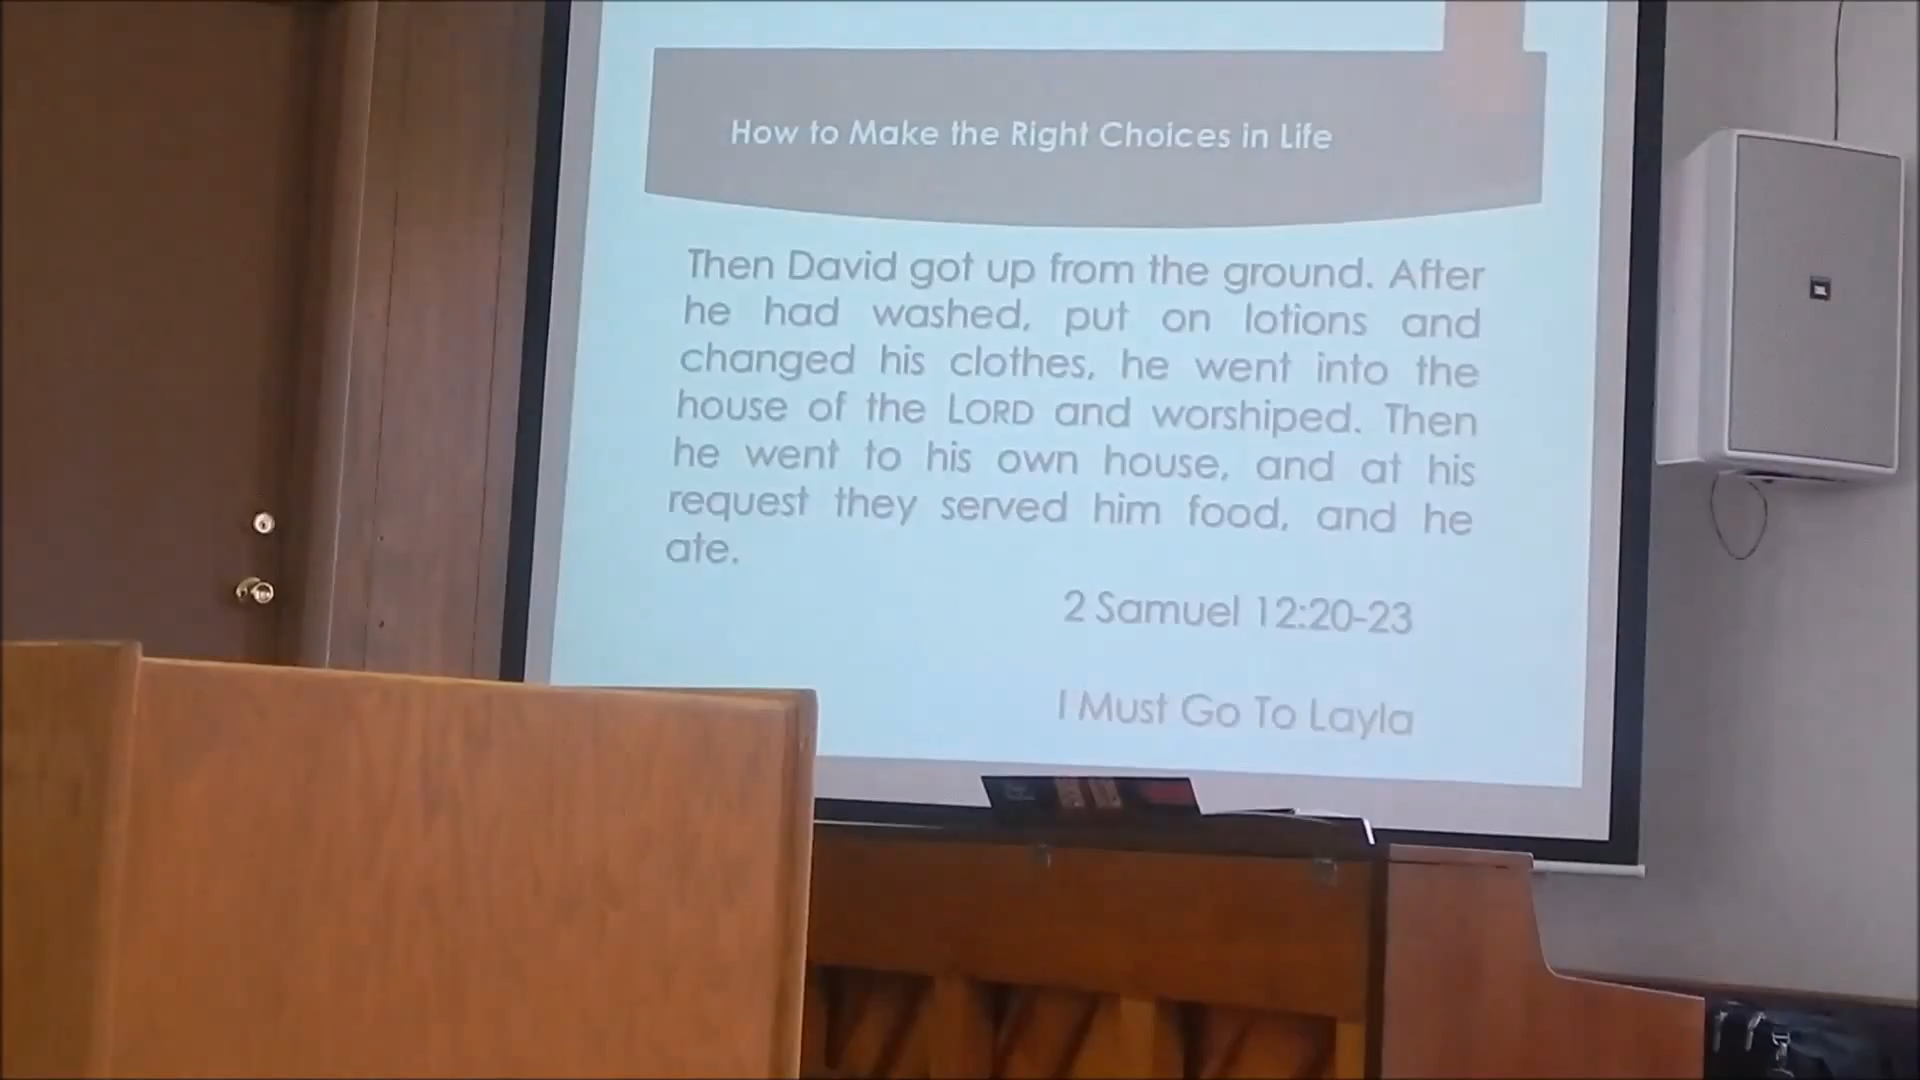 How to Make the Right Choices in Life
Then David got up from the ground. After
he had washed, put on lotions and
changed his clothes, he went into the
house of the LORD and worshiped. Then
he went to his own house, and at his
request they served him food, and he
ate.
2 Samuel 12:20-23
I Must Go To Layla